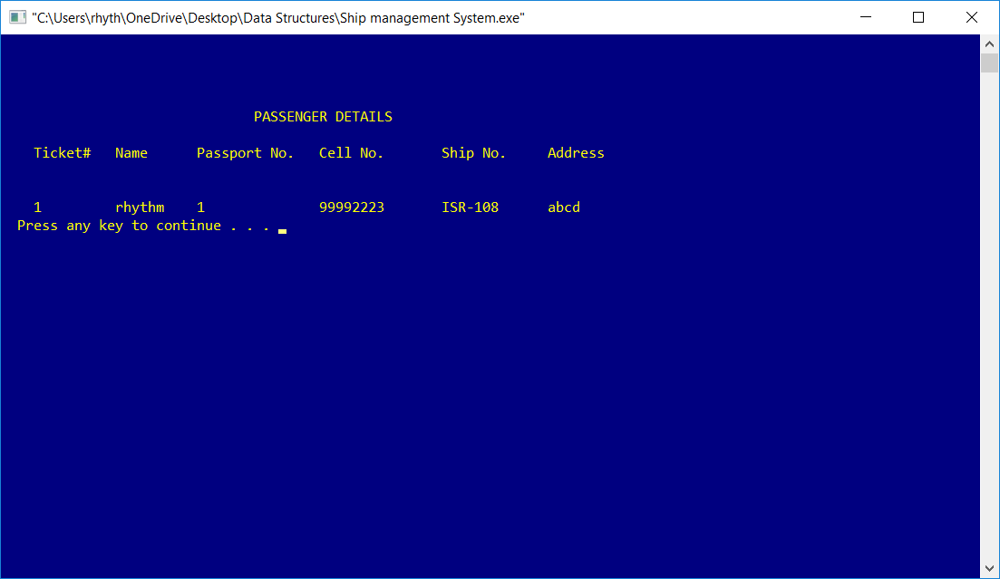 "C:\Users\rhyth\OneDrive\Desktop\Data Structures\Ship management System.exe"
PASSENGER DETAILS
Ticket# Name Passport No. Cell No. Ship No. Address
1 rhythm 1 99992223 ISR-108 abcd
Press any key to continue . . .